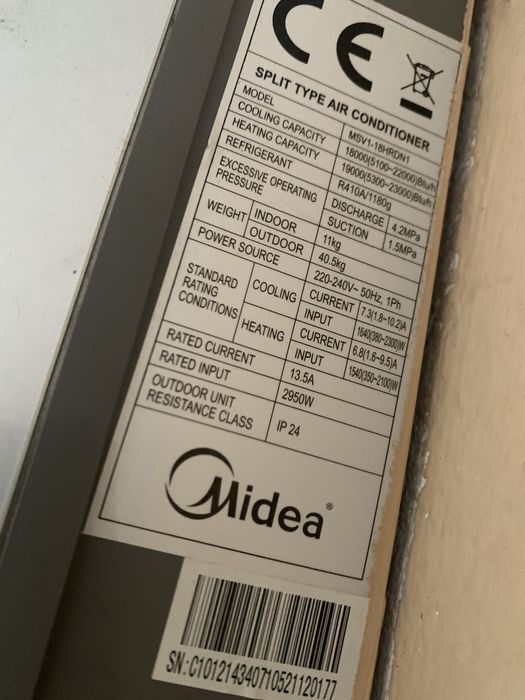 CE
SPLIT TYPE AIR CONDITIONER
MODEL MSV1-18HRDN1
COOLING CAPACITY 18000(5100~22000)Btu/h
HEATING CAPACITY 19000(5300~23000)Btu/h
REFRIGERANT R410A/1180g
EXCESSIVE OPERATING PRESSURE DISCHARGE 4.2MPa
SUCTION 1.5MPa
WEIGHT INDOOR 11kg
OUTDOOR 40.5kg
POWER SOURCE 220-240V~ 50Hz, 1Ph
STANDARD RATING CONDITIONS COOLING CURRENT 7.3(1.8~10.2)A
INPUT 1640(380~2300)W
HEATING CURRENT 6.8(1.6~9.5)A
INPUT 1540(350~2100)W
RATED CURRENT 13.5A
RATED INPUT 2950W
OUTDOOR UNIT RESISTANCE CLASS IP 24
Midea®
SN:C101214340710521120177